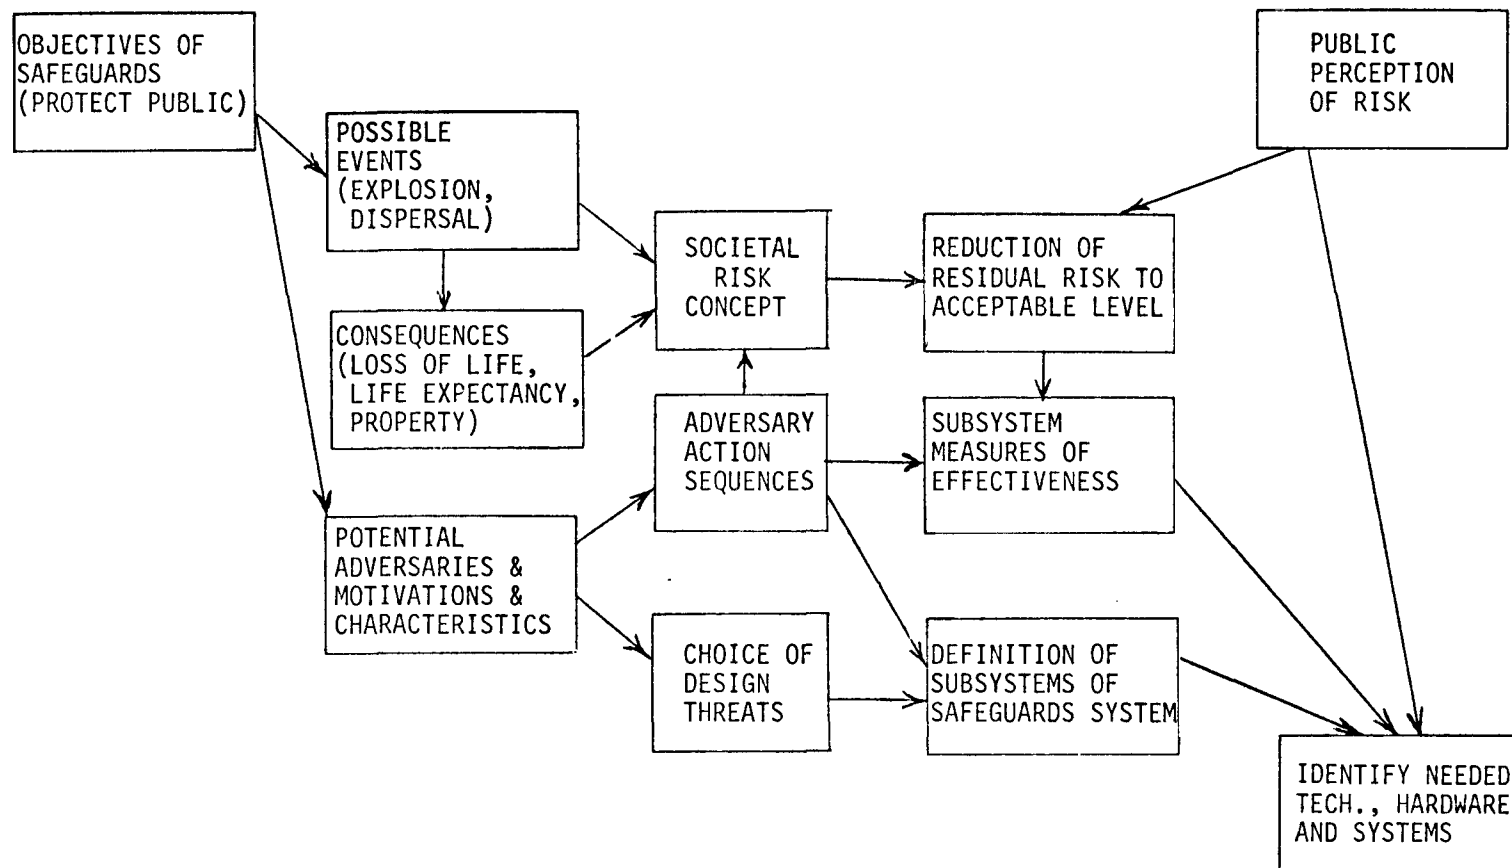 OBJECTIVES OF
SAFEGUARDS
(PROTECT PUBLIC)
PUBLIC
PERCEPTION
OF RISK
POSSIBLE
EVENTS
(EXPLOSION,
DISPERSAL)
SOCIETAL
RISK
CONCEPT
REDUCTION OF
RESIDUAL RISK TO
ACCEPTABLE LEVEL
CONSEQUENCES
(LOSS OF LIFE,
LIFE EXPECTANCY,
PROPERTY)
ADVERSARY
ACTION
SEQUENCES
SUBSYSTEM
MEASURES OF
EFFECTIVENESS
POTENTIAL
ADVERSARIES &
MOTIVATIONS &
CHARACTERISTICS
CHOICE OF
DESIGN
THREATS
DEFINITION OF
SUBSYSTEMS OF
SAFEGUARDS SYSTEM
IDENTIFY NEEDED
TECH., HARDWARE
AND SYSTEMS